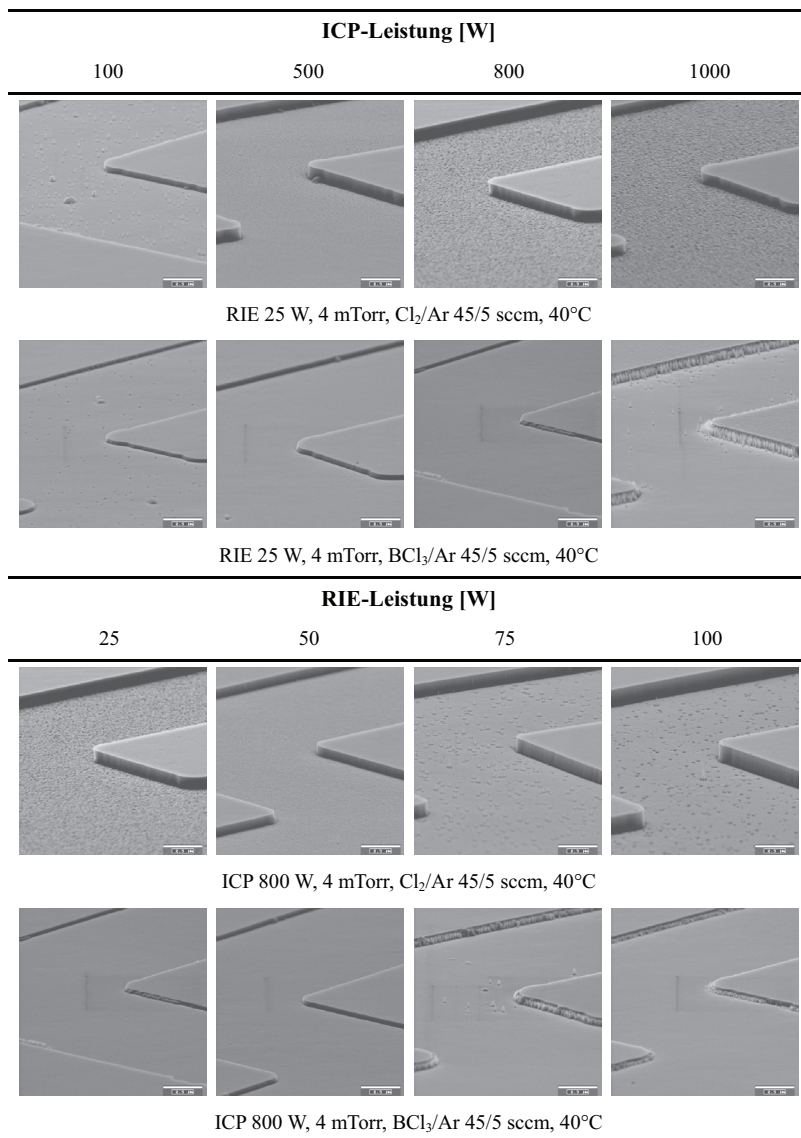 ICP-Leistung [W]
100 500 800 1000
RIE 25 W, 4 mTorr, Cl₂/Ar 45/5 sccm, 40°C
RIE 25 W, 4 mTorr, BCl₃/Ar 45/5 sccm, 40°C
RIE-Leistung [W]
25 50 75 100
ICP 800 W, 4 mTorr, Cl₂/Ar 45/5 sccm, 40°C
ICP 800 W, 4 mTorr, BCl₃/Ar 45/5 sccm, 40°C